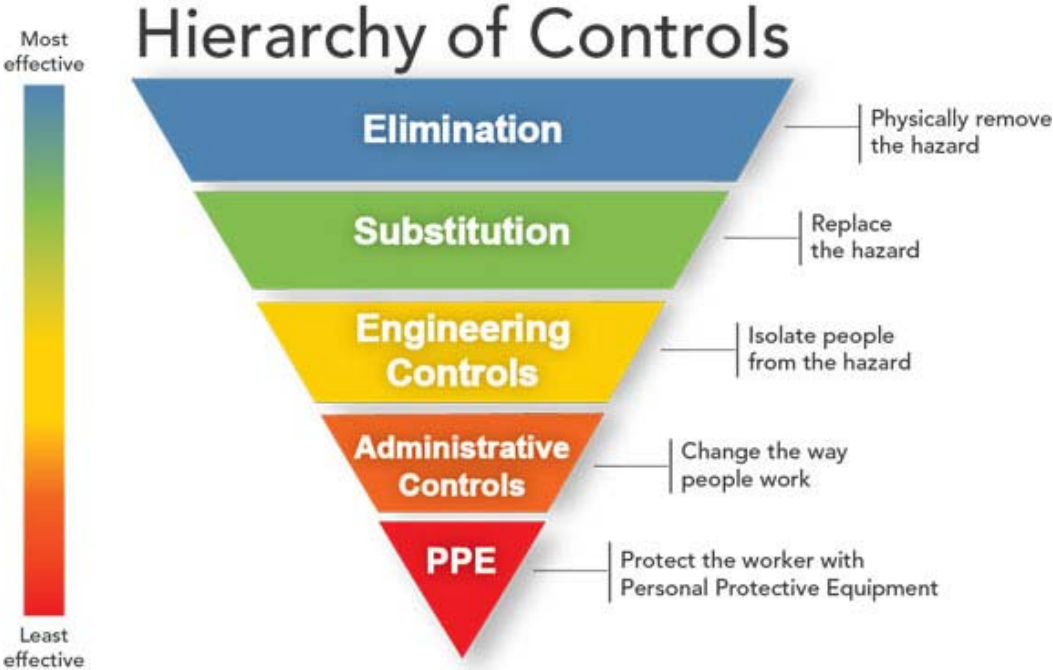 Hierarchy of Controls
Most
effective
Elimination
Physically remove
the hazard
Substitution
Replace
the hazard
Engineering
Controls
Isolate people
from the hazard
Administrative
Controls
Change the way
people work
PPE
Protect the worker with
Personal Protective Equipment
Least
effective